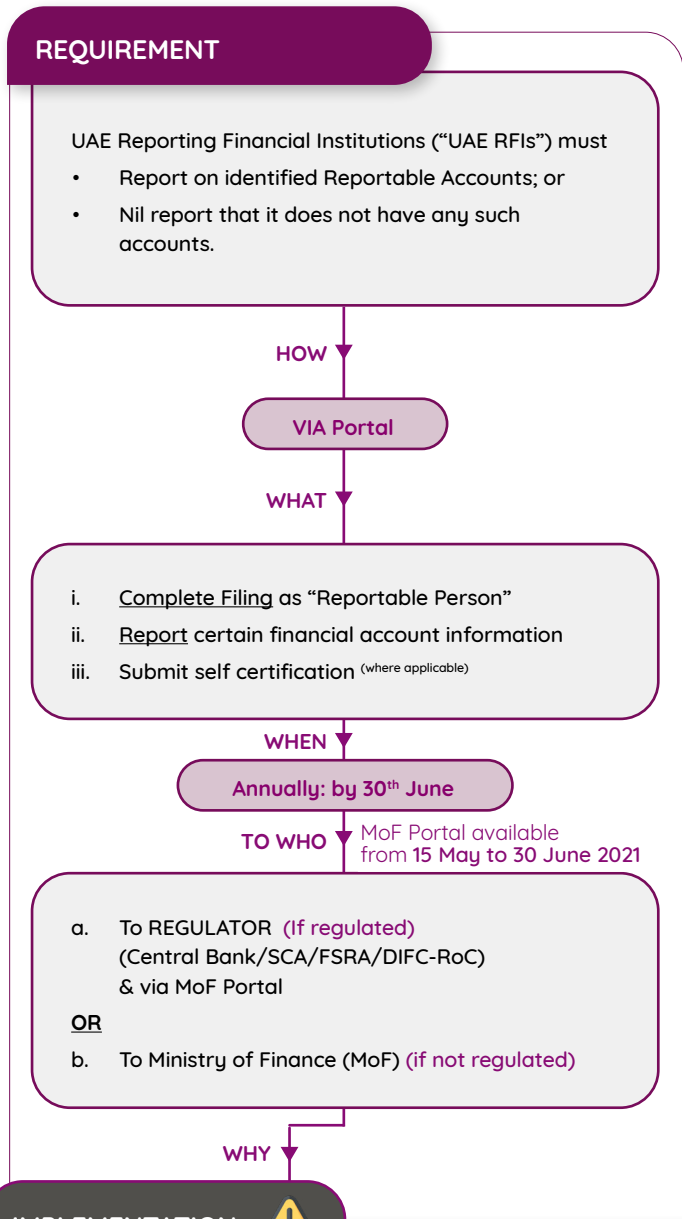 REQUIREMENT
UAE Reporting Financial Institutions (“UAE RFIs”) must
• Report on identified Reportable Accounts; or
• Nil report that it does not have any such
accounts.
HOW
VIA Portal
WHAT
i. Complete Filing as “Reportable Person”
ii. Report certain financial account information
iii. Submit self certification (where applicable)
WHEN
Annually: by 30th June
TO WHO
MoF Portal available
from 15 May to 30 June 2021
a. To REGULATOR (If regulated)
(Central Bank/SCA/FSRA/DIFC-RoC)
& via MoF Portal
OR
b. To Ministry of Finance (MoF) (if not regulated)
WHY
IMPLEMENTATION